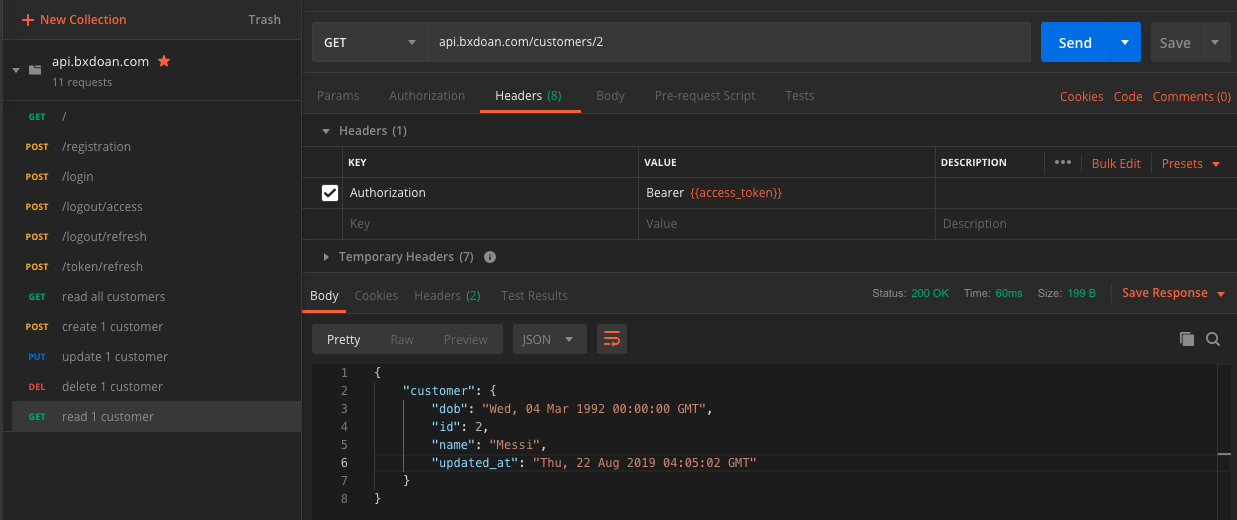 + New Collection
Trash
api.bxdoan.com
11 requests
GET /
POST /registration
POST /login
POST /logout/access
POST /logout/refresh
POST /token/refresh
GET read all customers
POST create 1 customer
PUT update 1 customer
DEL delete 1 customer
GET read 1 customer
GET
api.bxdoan.com/customers/2
Send
Save
Params Authorization Headers (8) Body Pre-request Script Tests
Cookies Code Comments (0)
Headers (1)
KEY VALUE DESCRIPTION ••• Bulk Edit Presets
Authorization Bearer {{access_token}}
Key Value Description
Temporary Headers (7) i
Body Cookies Headers (2) Test Results
Status: 200 OK Time: 60ms Size: 199 B Save Response
Pretty Raw Preview JSON
1 {
2 "customer": {
3 "dob": "Wed, 04 Mar 1992 00:00:00 GMT",
4 "id": 2,
5 "name": "Messi",
6 "updated_at": "Thu, 22 Aug 2019 04:05:02 GMT"
7 }
8 }